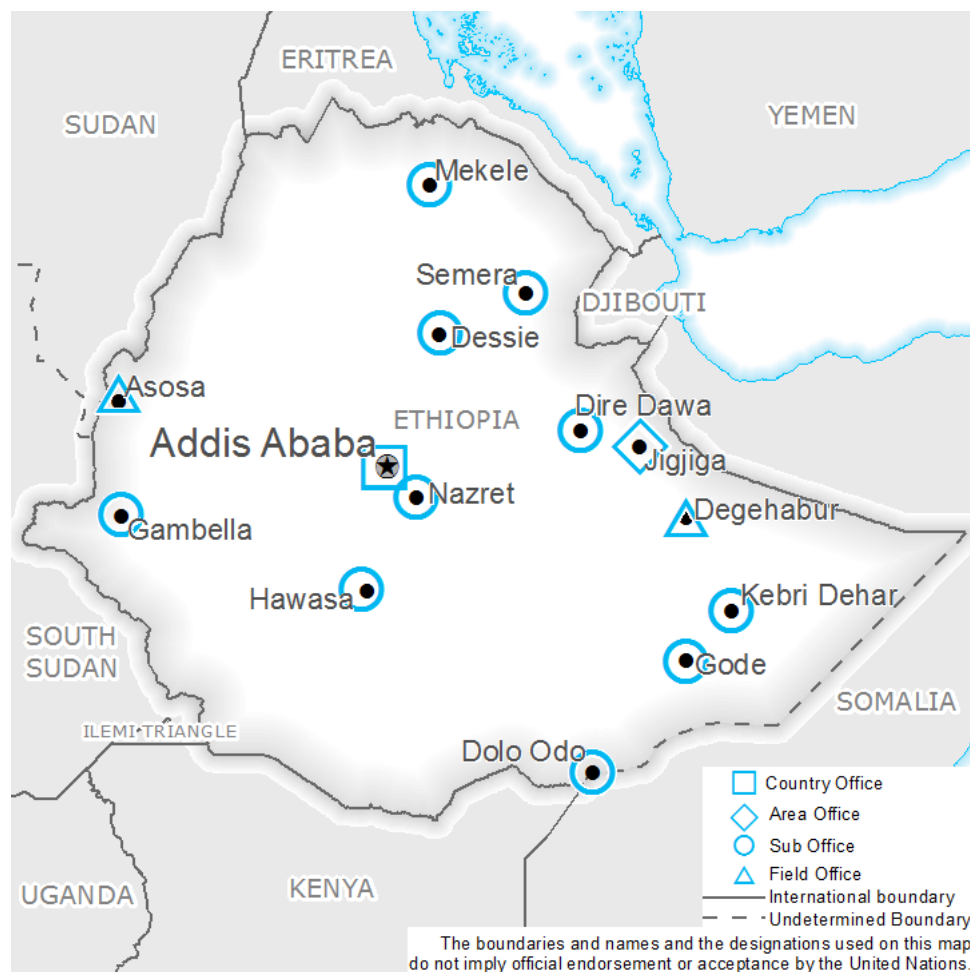 ERITREA
SUDAN
YEMEN
Mekele
Semera
DJIBOUTI
Dessie
Asosa
ETHIOPIA
Dire Dawa
Addis Ababa
Jigjiga
Nazret
Degehabur
Gambella
Hawasa
Kebri Dehar
SOUTH
SUDAN
Gode
SOMALIA
ILEMI TRIANGLE
Dolo Odo
UGANDA
KENYA
Country Office
Area Office
Sub Office
Field Office
International boundary
Undetermined Boundary
The boundaries and names and the designations used on this map
do not imply official endorsement or acceptance by the United Nations.